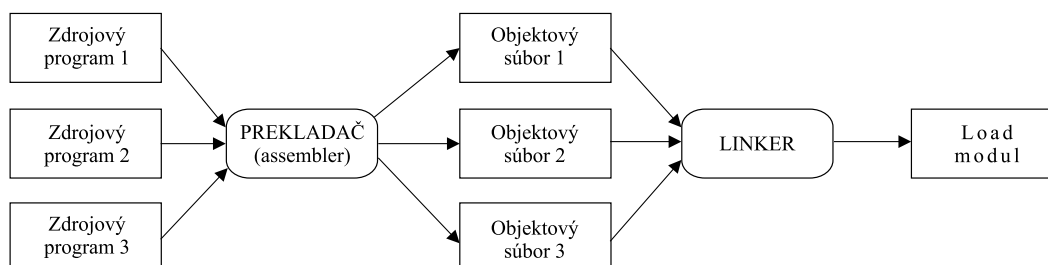 Zdrojový
program 1
Objektový
súbor 1
Zdrojový
program 2
PREKLADAČ
(assembler)
Objektový
súbor 2
LINKER
Load
modul
Zdrojový
program 3
Objektový
súbor 3